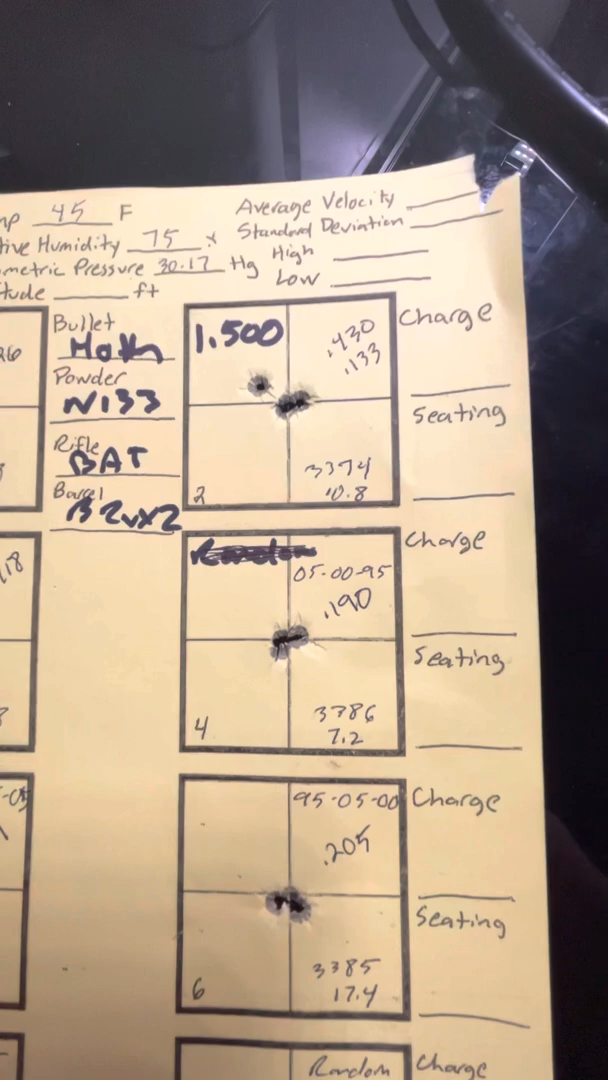 mp 45 F
Average Velocity
tive Humidity 75 %
Standard Deviation
High
ometric Pressure 30.17 Hg
Low
tude ft
Bullet
Powder
N133
Rifle
BAT
Barrel
1.500
.430
.133
3374
10.8
2
Charge
Seating
05-00-95
.190
3386
7.2
4
Charge
Seating
95-05-00
.205
3385
17.4
6
Charge
Seating
Random
Charge